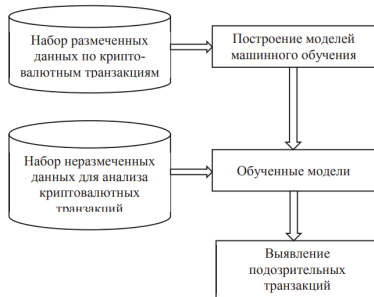 Набор размеченных
данных по крипто-
валютным транзакциям
Построение моделей
машинного обучения
Набор неразмеченных
данных для анализа
криптовалютных
транзакций
Обученные модели
Выявление
подозрительных
транзакций